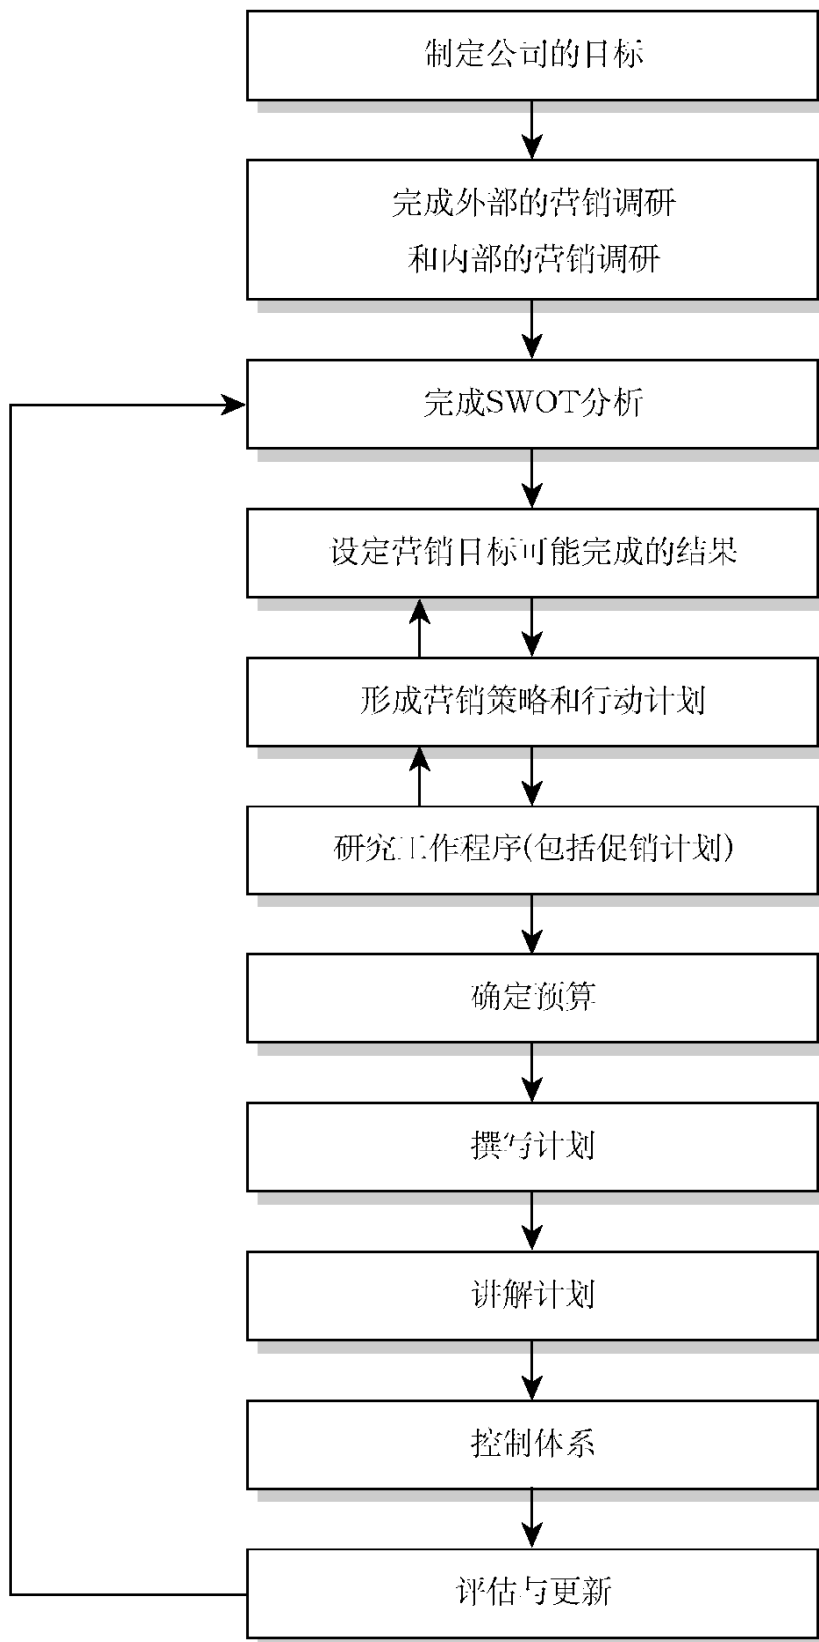 制定公司的目标
完成外部的营销调研
和内部的营销调研
完成SWOT分析
设定营销目标可能完成的结果
形成营销策略和行动计划
研究工作程序(包括促销计划)
确定预算
撰写计划
讲解计划
控制体系
评估与更新